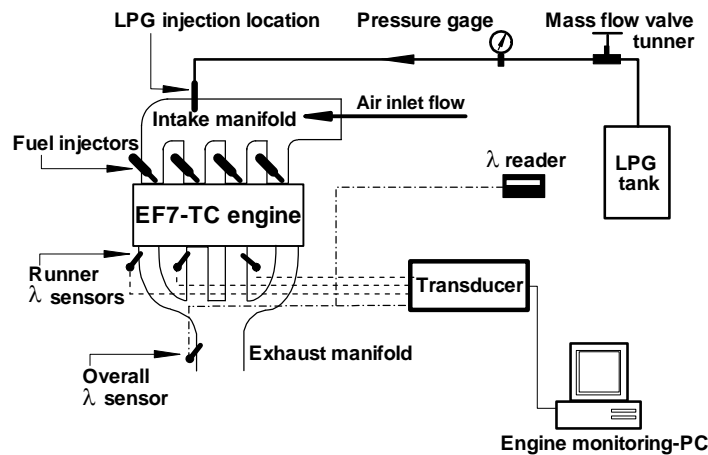 LPG injection location
Pressure gage
Mass flow valve
tunner
Intake manifold
Air inlet flow
Fuel injectors
λ reader
LPG
tank
EF7-TC engine
Runner
λ sensors
Transducer
Exhaust manifold
Overall
λ sensor
Engine monitoring-PC